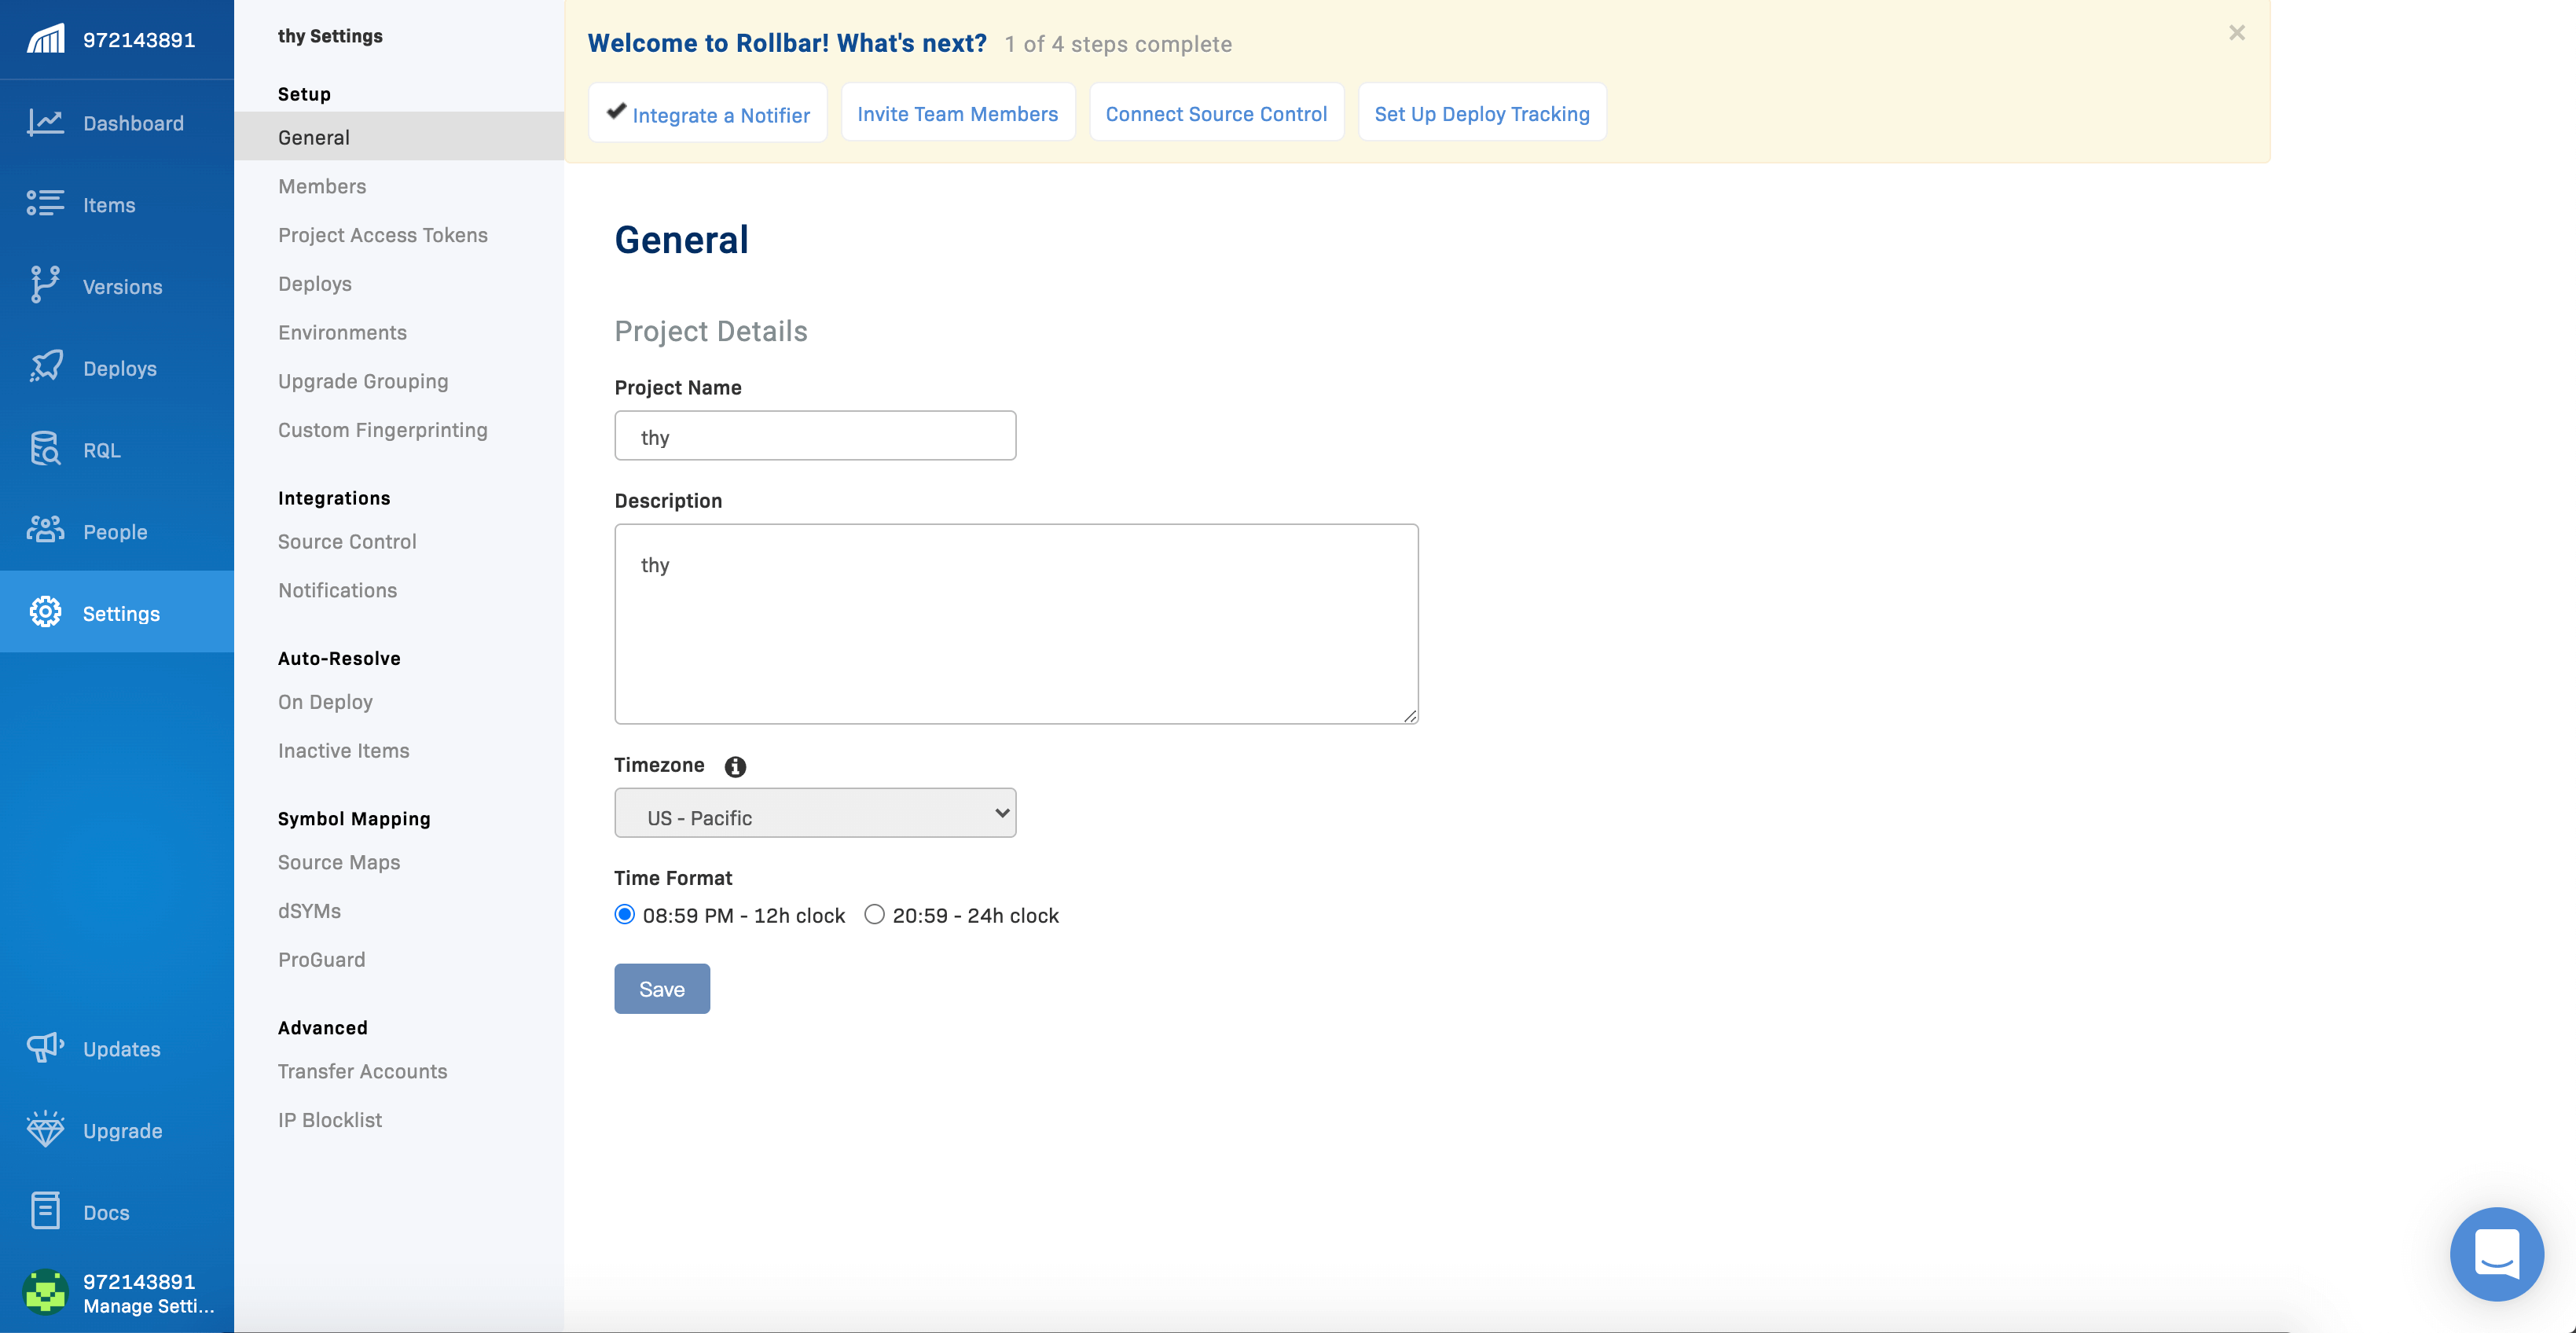 972143891
Dashboard
Items
Versions
Deploys
RQL
People
Settings
Updates
Upgrade
Docs
972143891
Manage Setti...
thy Settings
Setup
General
Members
Project Access Tokens
Deploys
Environments
Upgrade Grouping
Custom Fingerprinting
Integrations
Source Control
Notifications
Auto-Resolve
On Deploy
Inactive Items
Symbol Mapping
Source Maps
dSYMs
ProGuard
Advanced
Transfer Accounts
IP Blocklist
Welcome to Rollbar! What's next? 1 of 4 steps complete
Integrate a Notifier Invite Team Members Connect Source Control Set Up Deploy Tracking
General
Project Details
Project Name
thy
Description
thy
Timezone
US - Pacific
Time Format
08:59 PM - 12h clock 20:59 - 24h clock
Save